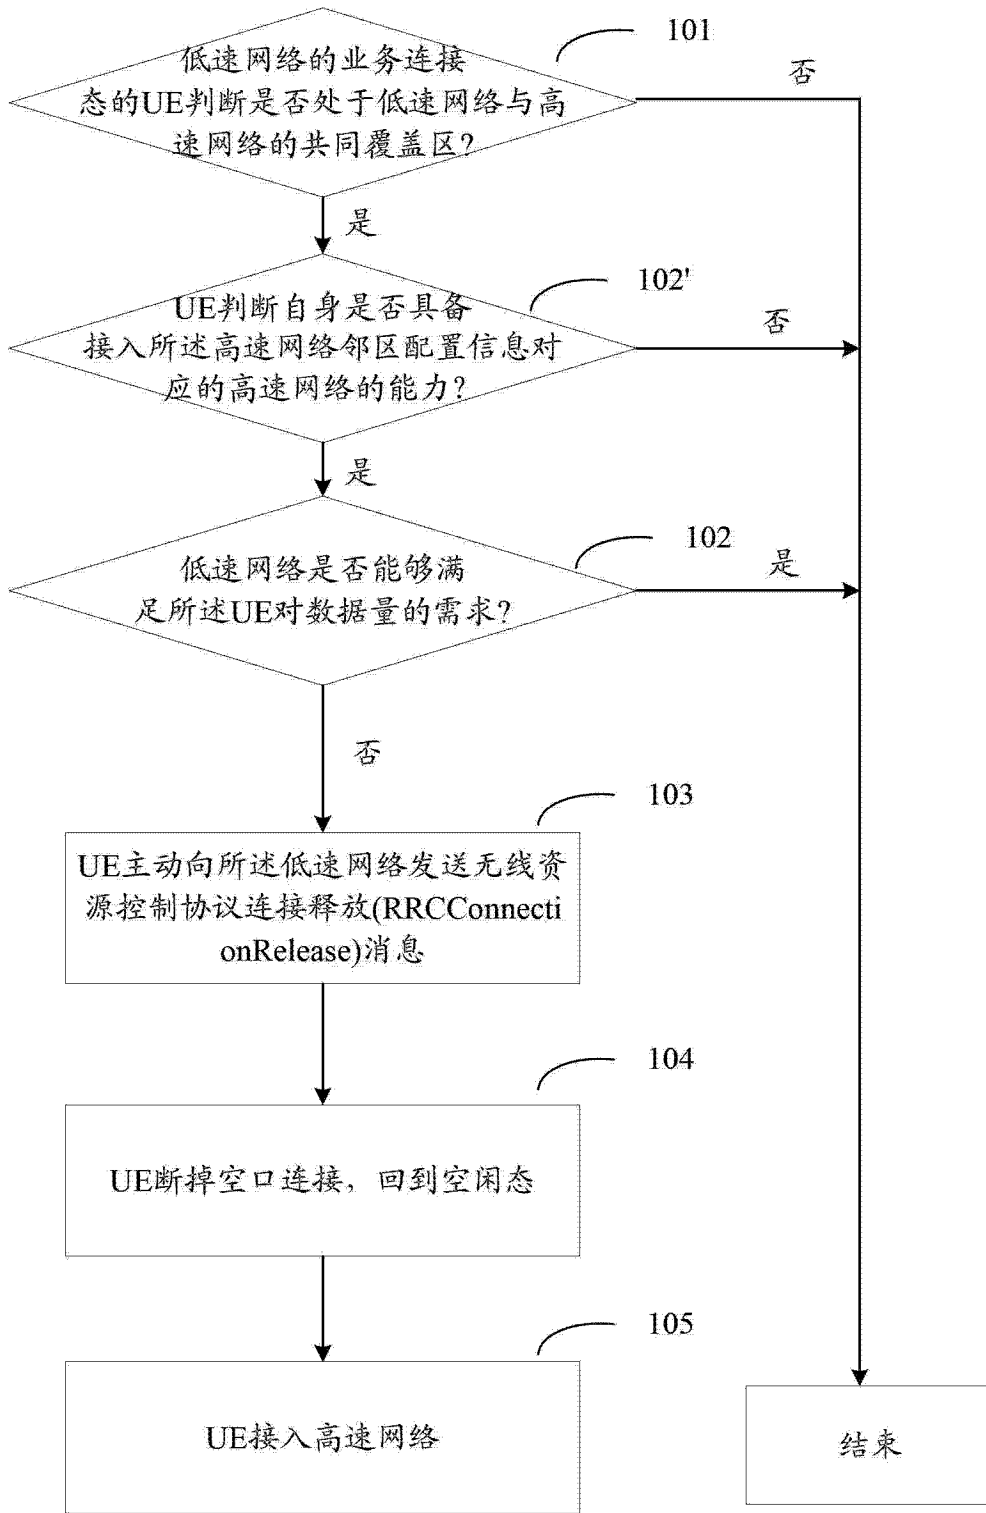 101
低速网络的业务连接
态的UE判断是否处于低速网络与高
速网络的共同覆盖区?
否
是
102'
UE判断自身是否具备
接入所述高速网络邻区配置信息对
应的高速网络的能力?
否
是
102
低速网络是否能够满
足所述UE对数据量的需求?
是
否
103
UE主动向所述低速网络发送无线资
源控制协议连接释放(RRCConnecti
onRelease)消息
104
UE断掉空口连接，回到空闲态
105
UE接入高速网络
结束